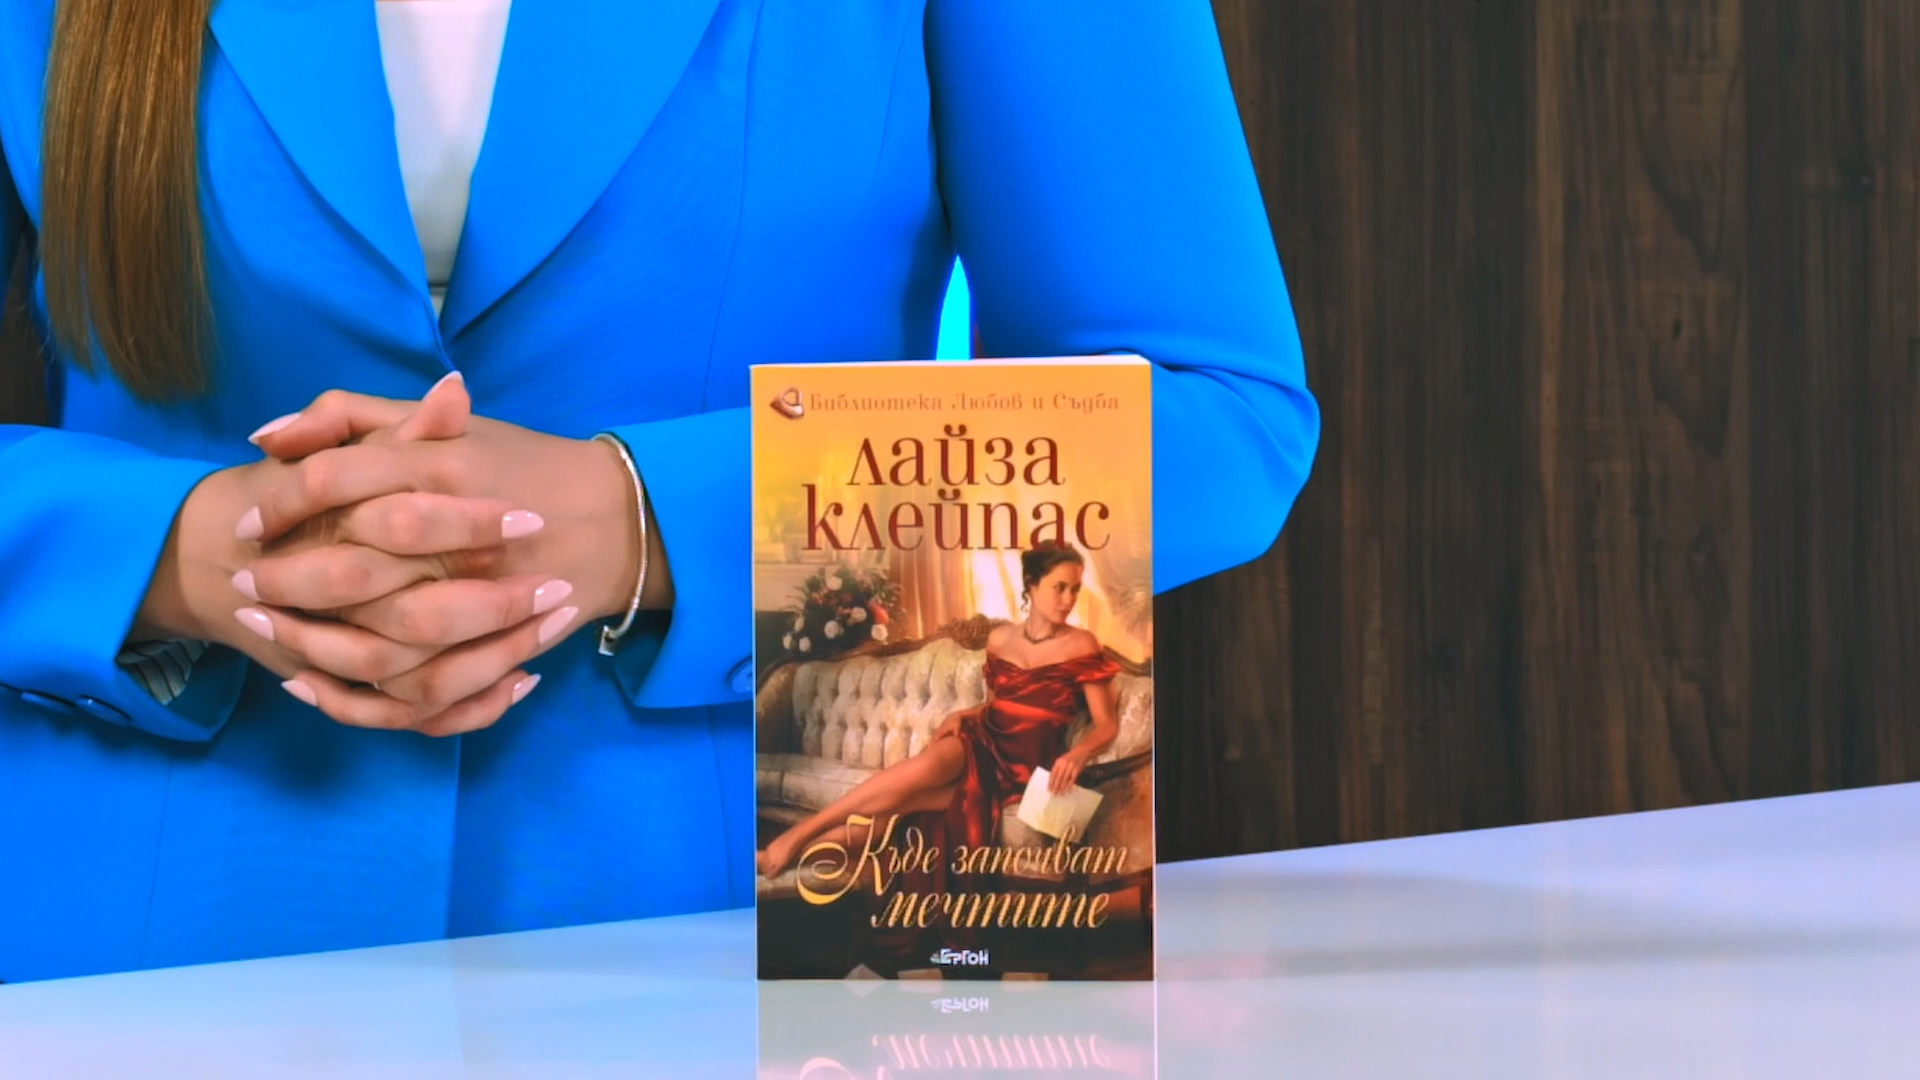 Библиотека Любов и Съдба
лайза
клейпас
Къде започват
мечтите
ЕРГОН